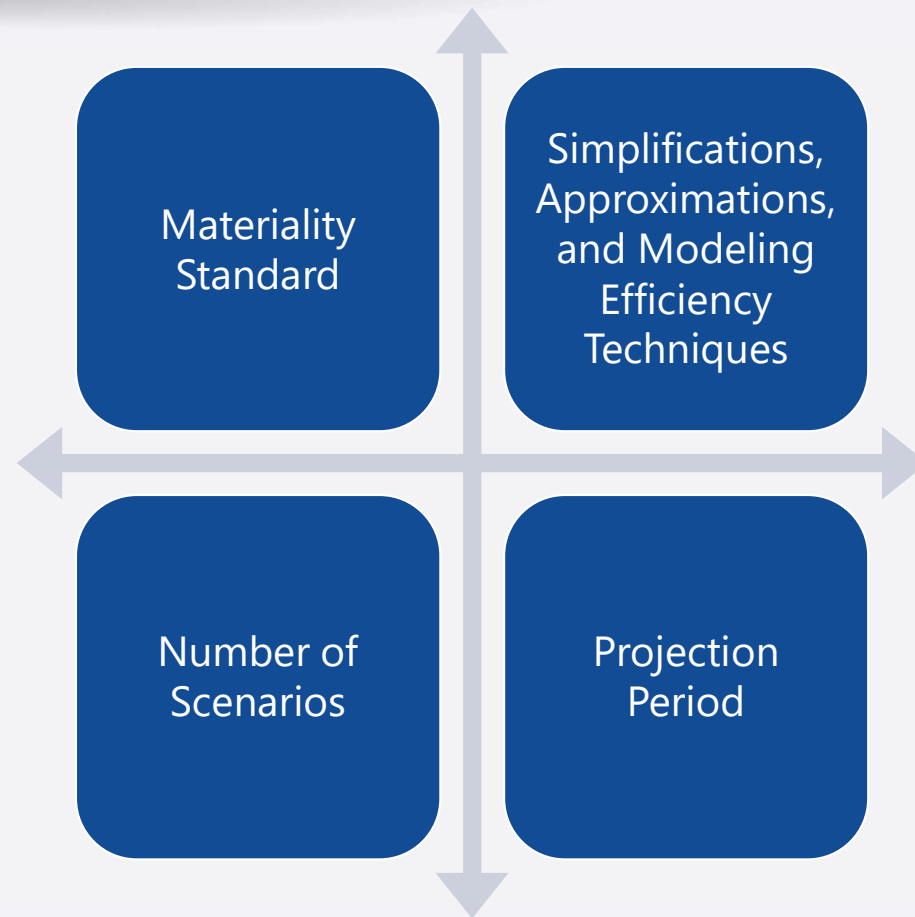 Materiality
Standard
Simplifications,
Approximations,
and Modeling
Efficiency
Techniques
Number of
Scenarios
Projection
Period